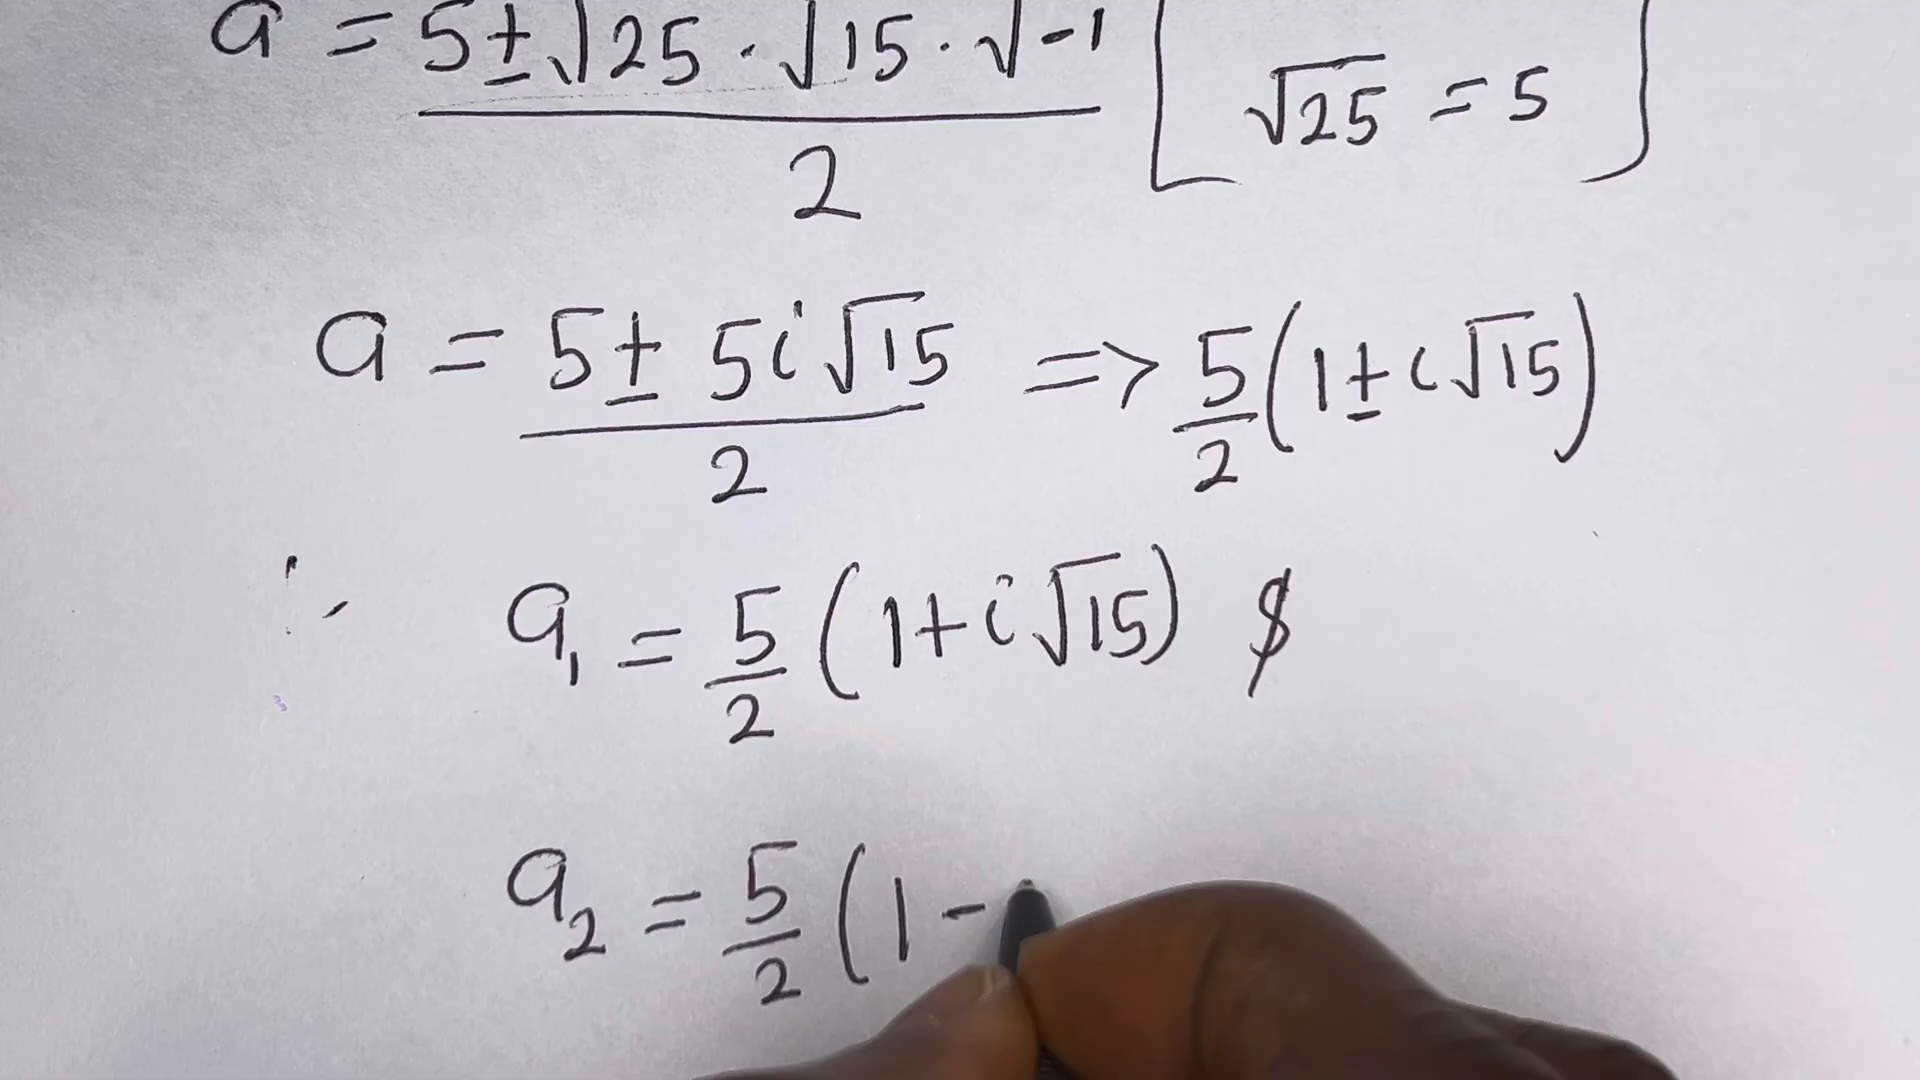 a = 5±√25 · √15 · √-1 / 2 [ √25 = 5 ]
a = 5± 5i√15 / 2 => 5/2 (1± i√15)
∴ a₁ = 5/2 (1+i√15) $
a₂ = 5/2 (1-